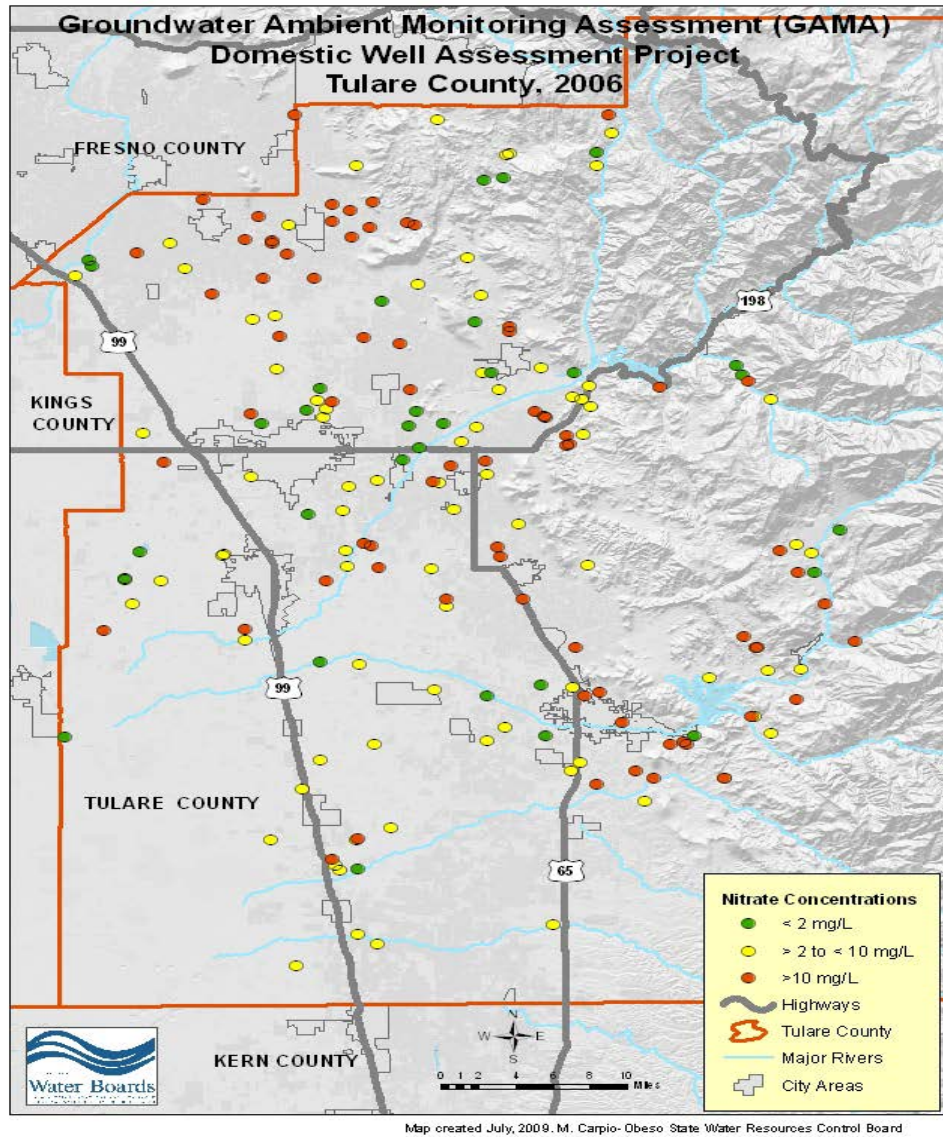 Groundwater Ambient Monitoring Assessment (GAMA)
Domestic Well Assessment Project
Tulare County, 2006
FRESNO COUNTY
198
99
KINGS
COUNTY
99
TULARE COUNTY
65
Nitrate Concentrations
< 2 mg/L
> 2 to < 10 mg/L
>10 mg/L
Highways
Tulare County
Major Rivers
City Areas
N
W E
S
KERN COUNTY
0 1 2 4 6 8 10
Miles
Water Boards
Map created July, 2009. M. Carpio-Obeso State Water Resources Control Board